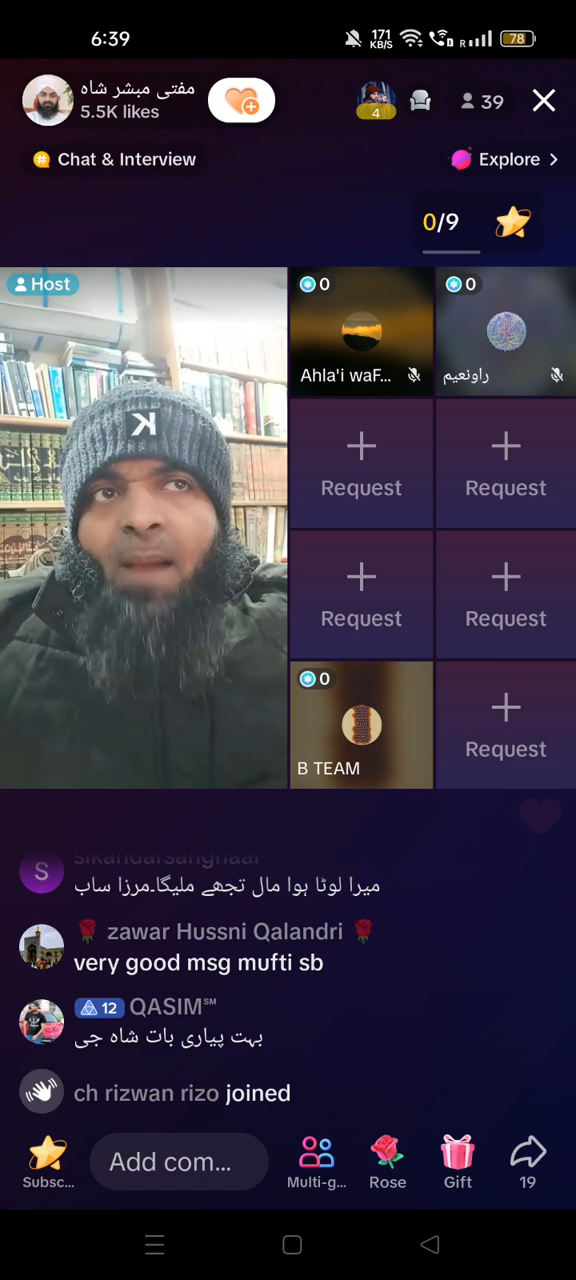 6:39
171
KB/S
R
78
مفتی مبشر شاہ
5.5K likes
4
39
Chat & Interview
Explore
0/9
Host
K
0
Ahla'i waF...
0
راونعیم
Request
Request
Request
Request
0
B TEAM
Request
S
sikandarsanghaal
میرا لوٹا ہوا مال تجھے ملیگا۔مرزا ساب
zawar Hussni Qalandri
very good msg mufti sb
12 QASIM℠
بہت پیاری بات شاہ جی
ch rizwan rizo joined
Add com...
Subsc...
Multi-g...
Rose
Gift
19